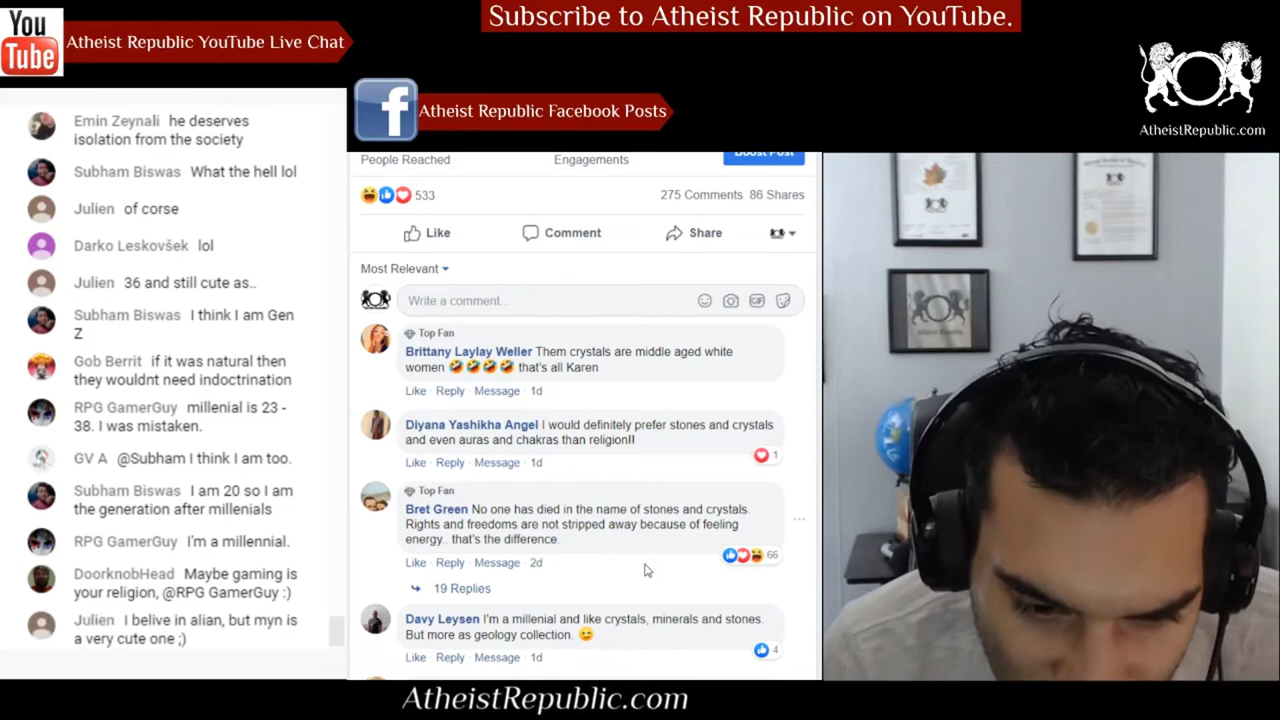 Subscribe to Atheist Republic on YouTube.
You
Tube
Atheist Republic YouTube Live Chat
AtheistRepublic.com
Atheist Republic Facebook Posts
Emin Zeynali he deserves
isolation from the society
Subham Biswas What the hell lol
Julien of corse
Darko Leskovšek lol
Julien 36 and still cute as..
Subham Biswas I think I am Gen
Z
Gob Berrit if it was natural then
they wouldnt need indoctrination
RPG GamerGuy millenial is 23 -
38. I was mistaken.
GV A @Subham I think I am too.
Subham Biswas I am 20 so I am
the generation after millenials
RPG GamerGuy I'm a millennial.
DoorknobHead Maybe gaming is
your religion, @RPG GamerGuy :)
Julien I belive in alian, but myn is
a very cute one ;)
People Reached Engagements Boost Post
533 275 Comments 86 Shares
Like Comment Share
Most Relevant
Write a comment...
GIF
Top Fan
Brittany Laylay Weller Them crystals are middle aged white
women 🤣🤣🤣🤣 that's all Karen
Like · Reply · Message · 1d
Diyana Yashikha Angel I would definitely prefer stones and crystals
and even auras and chakras than religion!!
1
Like · Reply · Message · 1d
Top Fan
Bret Green No one has died in the name of stones and crystals.
Rights and freedoms are not stripped away because of feeling
energy.. that's the difference.
66
Like · Reply · Message · 2d
19 Replies
Davy Leysen I'm a millenial and like crystals, minerals and stones.
But more as geology collection. 😉
4
Like · Reply · Message · 1d
AtheistRepublic.com